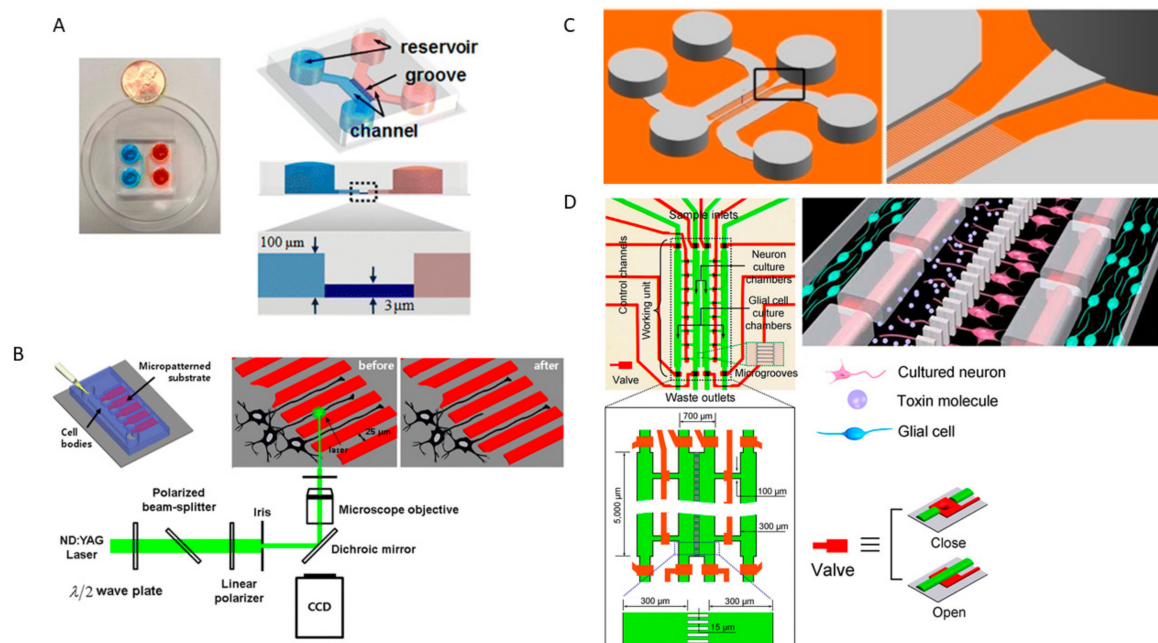 A
reservoir
groove
channel
100 µm
3 µm
B
Micropatterned
substrate
Cell
bodies
before
laser
25 µm
after
Polarized
beam-splitter
Iris
Microscope objective
ND:YAG
Laser
Dichroic mirror
Linear
polarizer
λ/2 wave plate
CCD
C
D
Sample inlets
Control channels
Working unit
Neuron
culture
chambers
Glial cell
culture
chambers
Microgrooves
Valve
Waste outlets
700 µm
5,000 µm
100 µm
300 µm
300 µm
300 µm
15 µm
Cultured neuron
Toxin molecule
Glial cell
Valve
Close
Open